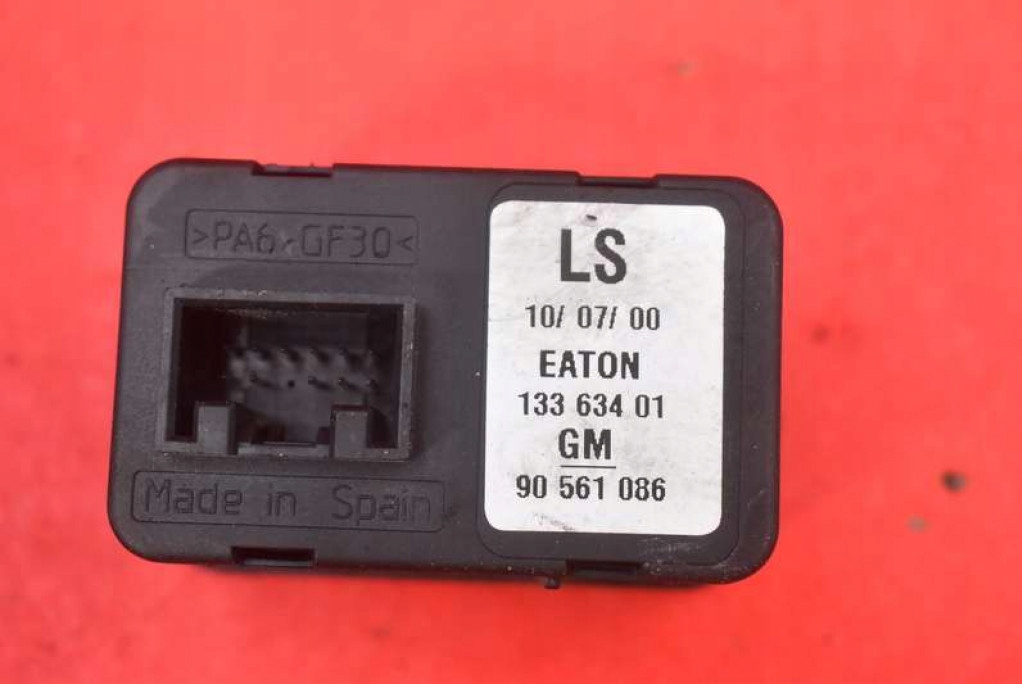 >PA6-GF30<
Made in Spain
LS
10/ 07/ 00
EATON
133 634 01
GM
90 561 086